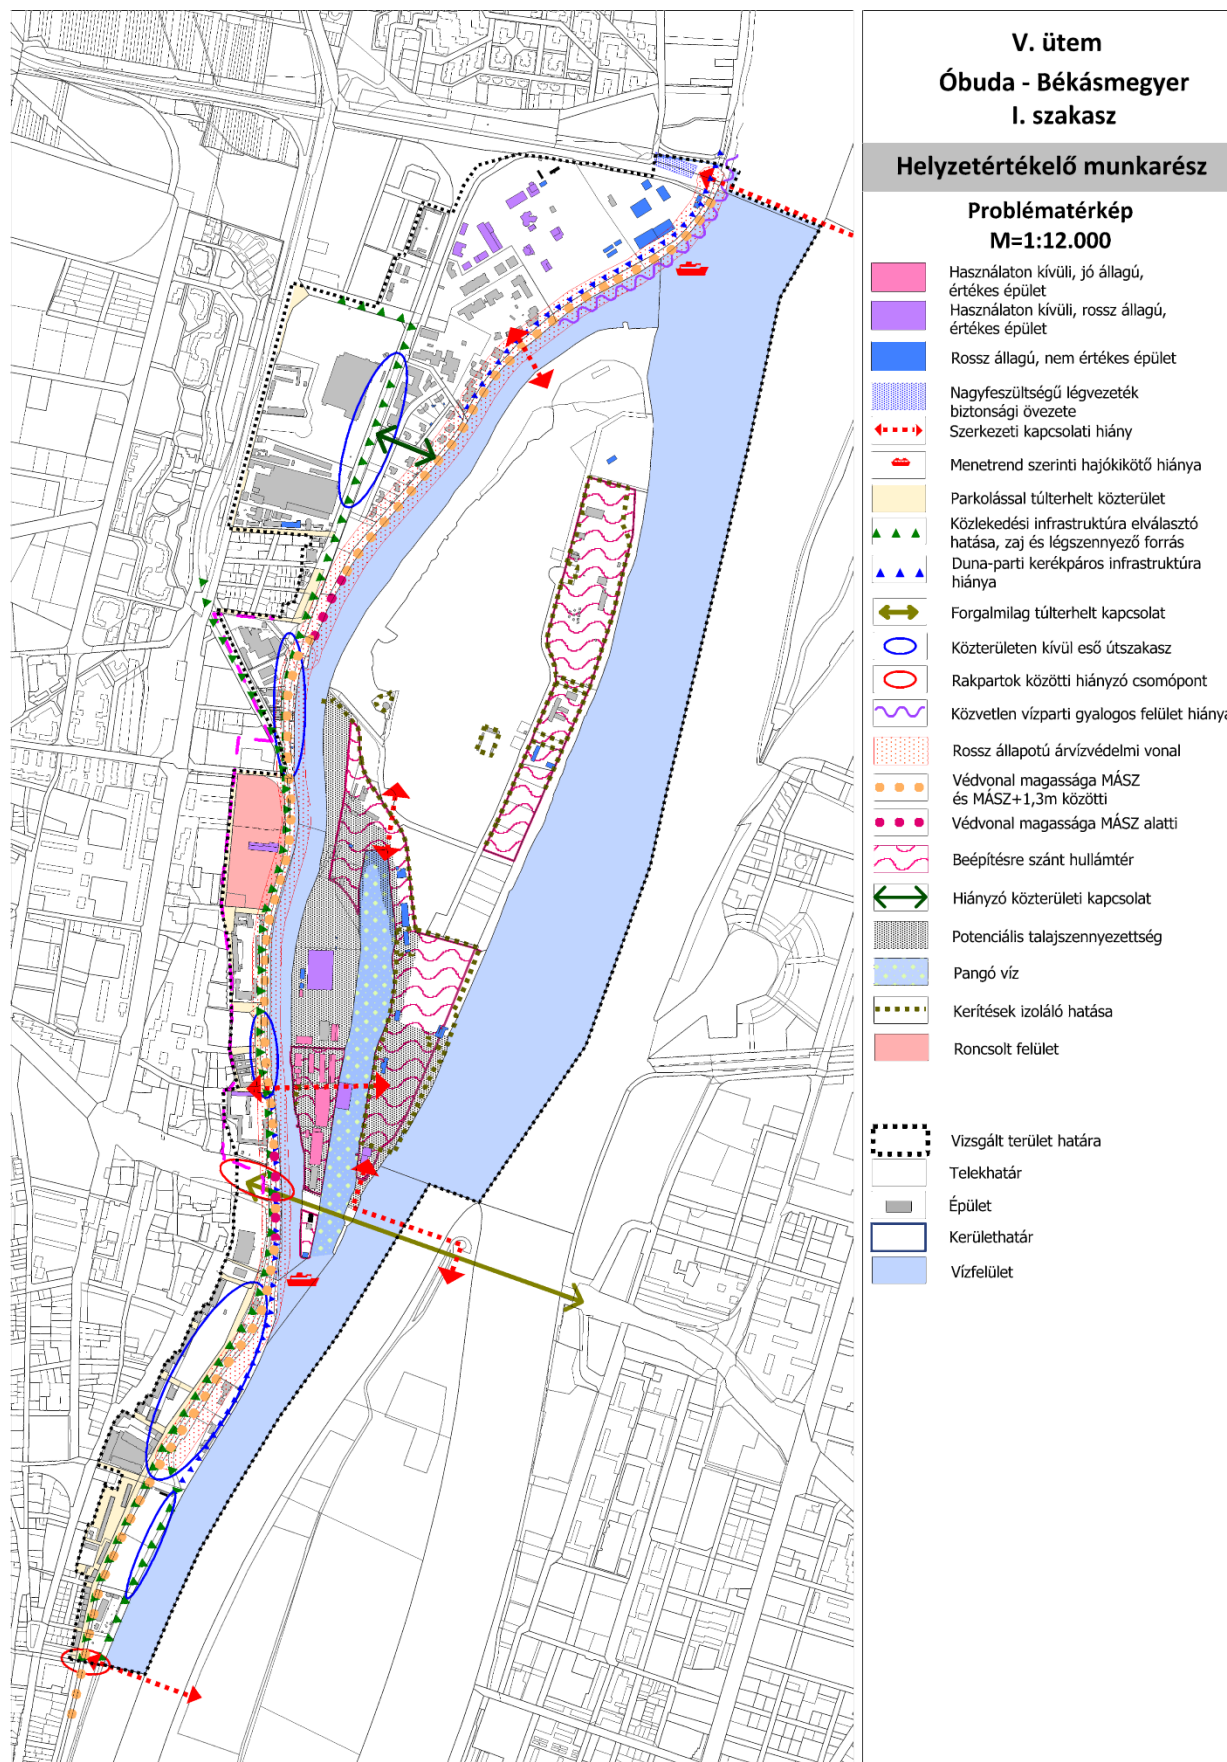 V. ütem
Óbuda - Békásmegyer
I. szakasz
Helyzetértékelő munkarész
Problématérkép
M=1:12.000
Használaton kívüli, jó állagú,
értékes épület
Használaton kívüli, rossz állagú,
értékes épület
Rossz állagú, nem értékes épület
Nagyfeszültségű légvezeték
biztonsági övezete
Szerkezeti kapcsolati hiány
Menetrend szerinti hajókikötő hiánya
Parkolással túlterhelt közterület
Közlekedési infrastruktúra elválasztó
hatása, zaj és légszennyező forrás
Duna-parti kerékpáros infrastruktúra
hiánya
Forgalmilag túlterhelt kapcsolat
Közterületen kívül eső útszakasz
Rakpartok közötti hiányzó csomópont
Közvetlen vízparti gyalogos felület hiánya
Rossz állapotú árvízvédelmi vonal
Védvonal magassága MÁSZ
és MÁSZ+1,3m közötti
Védvonal magassága MÁSZ alatti
Beépítésre szánt hullámtér
Hiányzó közterületi kapcsolat
Potenciális talajszennyezettség
Pangó víz
Kerítések izoláló hatása
Roncsolt felület
Vizsgált terület határa
Telekhatár
Épület
Kerülethatár
Vízfelület